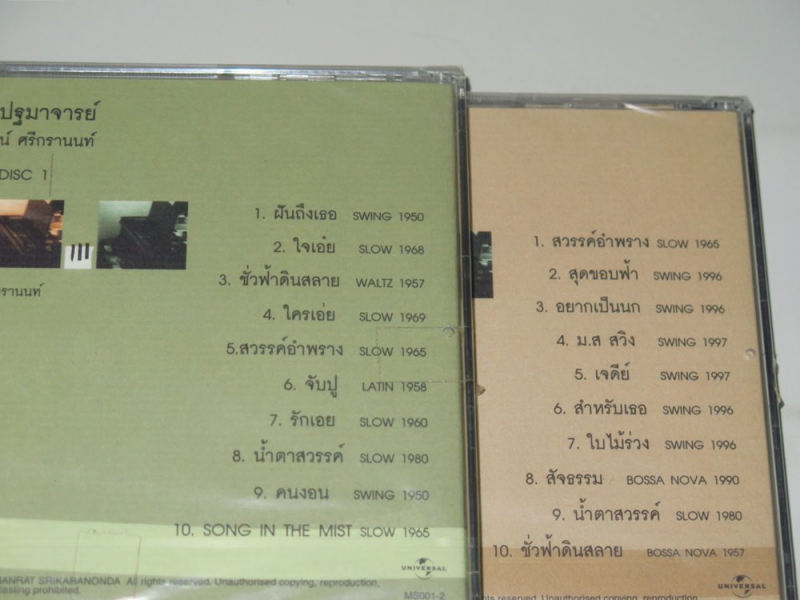 ปฐมาจารย์
น์ ศรีกรานนท์
DISC 1
III
รานนท์
1. ฝันถึงเธอ SWING 1950
2. ใจเอ๋ย SLOW 1968
3. ชั่วฟ้าดินสลาย WALTZ 1957
4. ใครเอ่ย SLOW 1969
5.สวรรค์อำพราง SLOW 1965
6. จับปู LATIN 1958
7. รักเอย SLOW 1960
8. น้ำตาสวรรค์ SLOW 1980
9. คนงอน SWING 1950
10. SONG IN THE MIST SLOW 1965
UNIVERSAL
MANRAT SRIKARANONDA All rights reserved. Unauthorised copying, reproduction,
casting prohibited.
MS001-2
1. สวรรค์อำพราง SLOW 1965
2. สุดขอบฟ้า SWING 1996
3. อยากเป็นนก SWING 1996
4. ม.ส สวิง SWING 1997
5. เจดีย์ SWING 1997
6. สำหรับเธอ SWING 1996
7. ใบไม้ร่วง SWING 1996
8. สัจธรรม BOSSA NOVA 1990
9. น้ำตาสวรรค์ SLOW 1980
10. ชั่วฟ้าดินสลาย BOSSA NOVA 1957
UNIVERSAL
reserved. Unauthorised copying, reproduction,